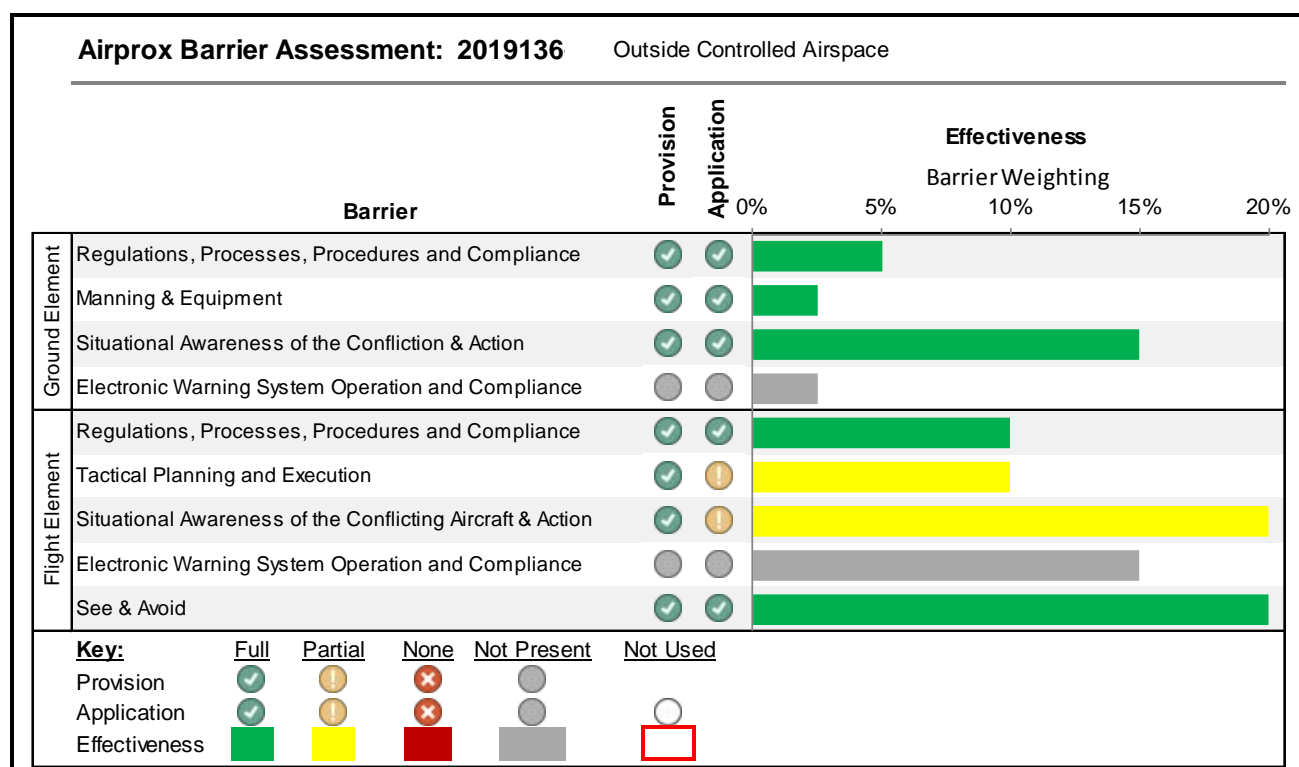 Airprox Barrier Assessment: 2019136 Outside Controlled Airspace
Provision
Application
Effectiveness
Barrier Weighting
Barrier
0% 5% 10% 15% 20%
Ground Element
Regulations, Processes, Procedures and Compliance
Manning & Equipment
Situational Awareness of the Confliction & Action
Electronic Warning System Operation and Compliance
Flight Element
Regulations, Processes, Procedures and Compliance
Tactical Planning and Execution
Situational Awareness of the Conflicting Aircraft & Action
Electronic Warning System Operation and Compliance
See & Avoid
Key: Full Partial None Not Present Not Used
Provision
Application
Effectiveness